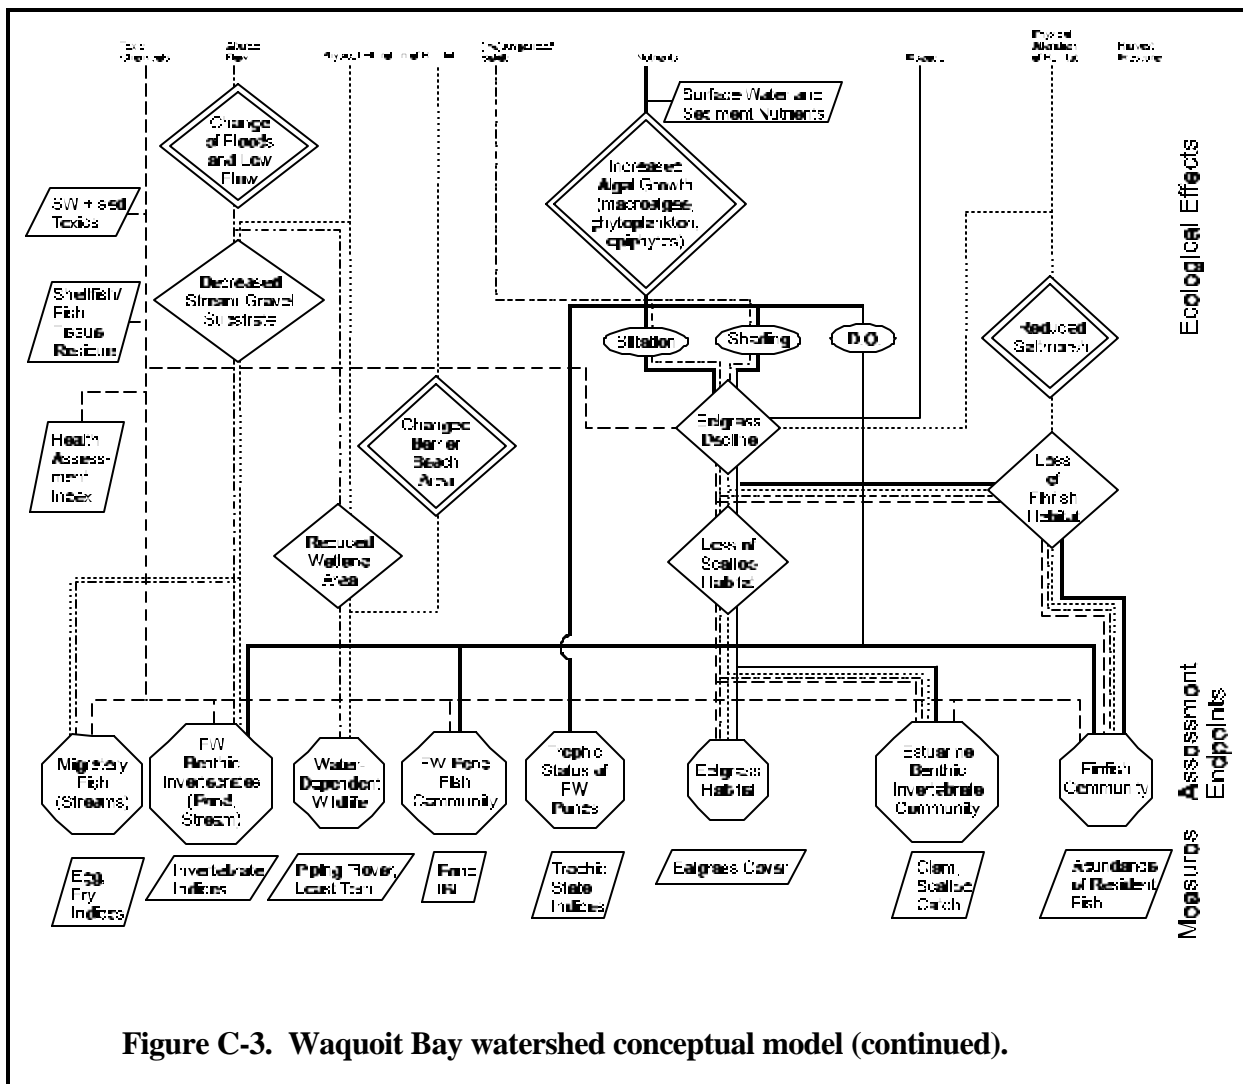 Nutrients
Surface Water and
Sediment Nutrients
Change
of Floods
and Low
Flow
Increased
Algal Growth
(macroalgae,
phytoplankton,
epiphytes)
SW + sed
Toxics
Decreased
Stream Gravel
Substrate
Shellfish/
Fish
Tissue
Residue
Siltation
Shading
D.O.
Reduced
Saltmarsh
Ecological Effects
Health
Assess-
ment
Index
Changed
Barrier
Beach
Area
Eelgrass
Decline
Loss
of
Finfish
Habitat
Reduced
Wetland
Area
Loss of
Scallop
Habitat
Assessment
Endpoints
Migratory
Fish
(Streams)
FW
Benthic
Invertebrates
(Pond,
Stream)
Water-
Dependent
Wildlife
FW Pond
Fish
Community
Trophic
Status of
FW
Ponds
Eelgrass
Habitat
Estuarine
Benthic
Invertebrate
Community
Finfish
Community
Measures
Egg,
Fry
Indices
Invertebrate
Indices
Piping Plover,
Least Tern
Pond
IBI
Trophic
State
Indices
Eelgrass Cover
Clam,
Scallop
Catch
Abundance
of Resident
Fish
Figure C-3. Waquoit Bay watershed conceptual model (continued).